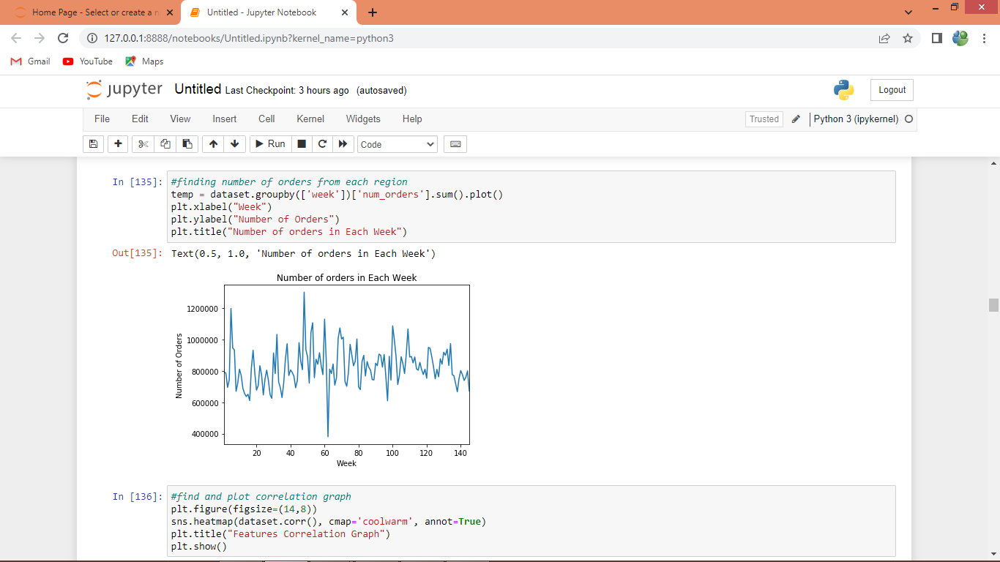 Home Page - Select or create a n
Untitled - Jupyter Notebook
127.0.0.1:8888/notebooks/Untitled.ipynb?kernel_name=python3
Gmail YouTube Maps
jupyter Untitled Last Checkpoint: 3 hours ago (autosaved)
Logout
File Edit View Insert Cell Kernel Widgets Help
Trusted Python 3 (ipykernel)
Run Code
In [135]: #finding number of orders from each region
temp = dataset.groupby(['week'])['num_orders'].sum().plot()
plt.xlabel("Week")
plt.ylabel("Number of Orders")
plt.title("Number of orders in Each Week")
Out[135]: Text(0.5, 1.0, 'Number of orders in Each Week')
Number of orders in Each Week
1200000
1000000
800000
600000
400000
Number of Orders
20 40 60 80 100 120 140
Week
In [136]: #find and plot correlation graph
plt.figure(figsize=(14,8))
sns.heatmap(dataset.corr(), cmap='coolwarm', annot=True)
plt.title("Features Correlation Graph")
plt.show()